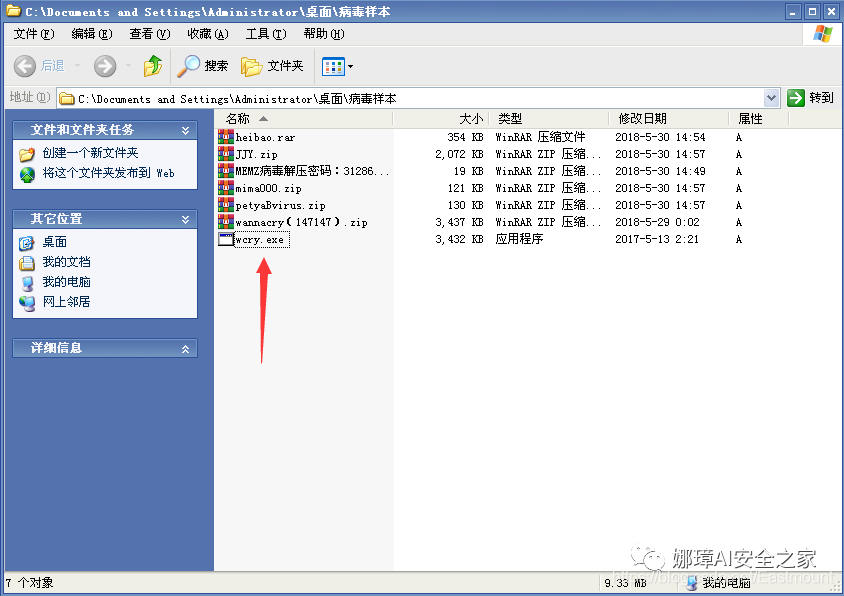 C:\Documents and Settings\Administrator\桌面\病毒样本
文件(F) 编辑(E) 查看(V) 收藏(A) 工具(T) 帮助(H)
后退 搜索 文件夹
地址(D) C:\Documents and Settings\Administrator\桌面\病毒样本 转到
文件和文件夹任务
创建一个新文件夹
将这个文件夹发布到 Web
其它位置
桌面
我的文档
我的电脑
网上邻居
详细信息
名称 大小 类型 修改日期 属性
heibao.rar 354 KB WinRAR 压缩文件 2018-5-30 14:54 A
JJY.zip 2,072 KB WinRAR ZIP 压缩... 2018-5-30 14:57 A
MEMZ病毒解压密码：31286... 19 KB WinRAR ZIP 压缩... 2018-5-30 14:49 A
mima000.zip 121 KB WinRAR ZIP 压缩... 2018-5-30 14:57 A
petyaBvirus.zip 130 KB WinRAR ZIP 压缩... 2018-5-30 14:57 A
wannacry（147147）.zip 3,437 KB WinRAR ZIP 压缩... 2018-5-29 0:02 A
wcry.exe 3,432 KB 应用程序 2017-5-13 2:21 A
娜璋AI安全之家
7 个对象 9.33 MB 我的电脑